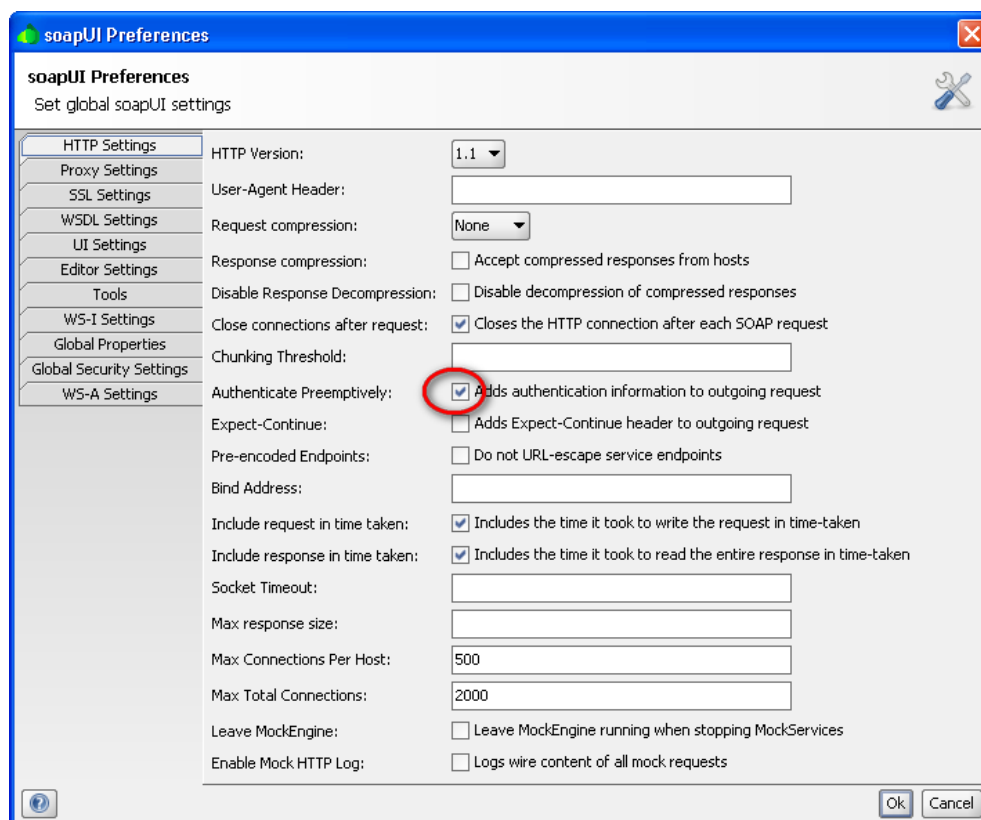 soapUI Preferences
soapUI Preferences
Set global soapUI settings
HTTP Settings
Proxy Settings
SSL Settings
WSDL Settings
UI Settings
Editor Settings
Tools
WS-I Settings
Global Properties
Global Security Settings
WS-A Settings
HTTP Version: 1.1
User-Agent Header:
Request compression: None
Response compression: Accept compressed responses from hosts
Disable Response Decompression: Disable decompression of compressed responses
Close connections after request: Closes the HTTP connection after each SOAP request
Chunking Threshold:
Authenticate Preemptively: Adds authentication information to outgoing request
Expect-Continue: Adds Expect-Continue header to outgoing request
Pre-encoded Endpoints: Do not URL-escape service endpoints
Bind Address:
Include request in time taken: Includes the time it took to write the request in time-taken
Include response in time taken: Includes the time it took to read the entire response in time-taken
Socket Timeout:
Max response size:
Max Connections Per Host: 500
Max Total Connections: 2000
Leave MockEngine: Leave MockEngine running when stopping MockServices
Enable Mock HTTP Log: Logs wire content of all mock requests
? Ok Cancel